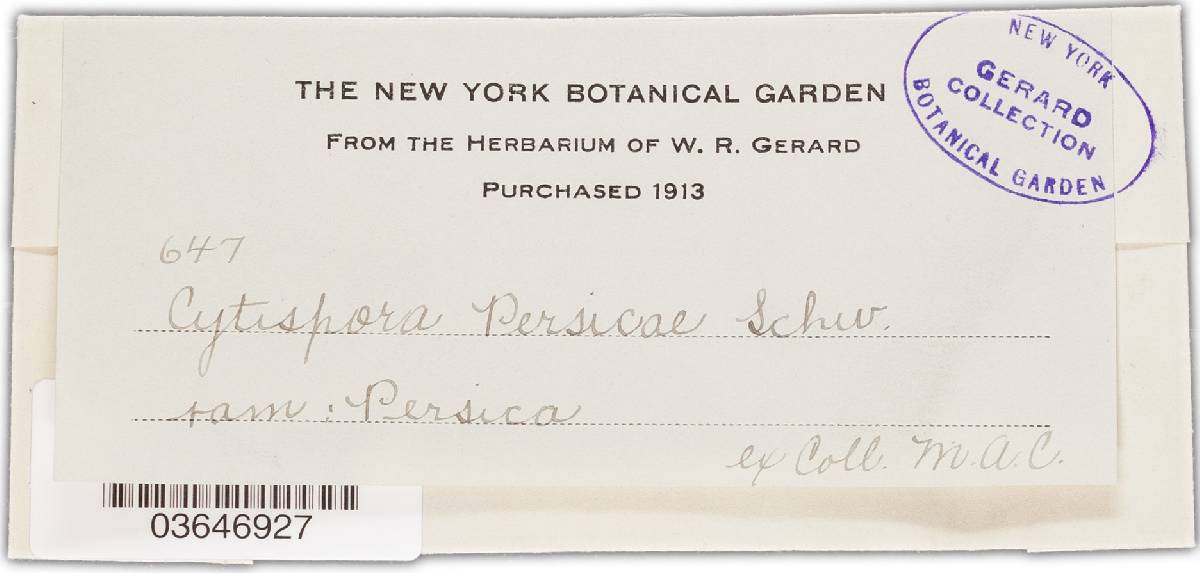 THE NEW YORK BOTANICAL GARDEN
FROM THE HERBARIUM OF W. R. GERARD
PURCHASED 1913
NEW YORK
GERARD
COLLECTION
BOTANICAL GARDEN
647
Cytispora Persicae Schw.
ram: Persica
ex Coll. M.A.C.
03646927